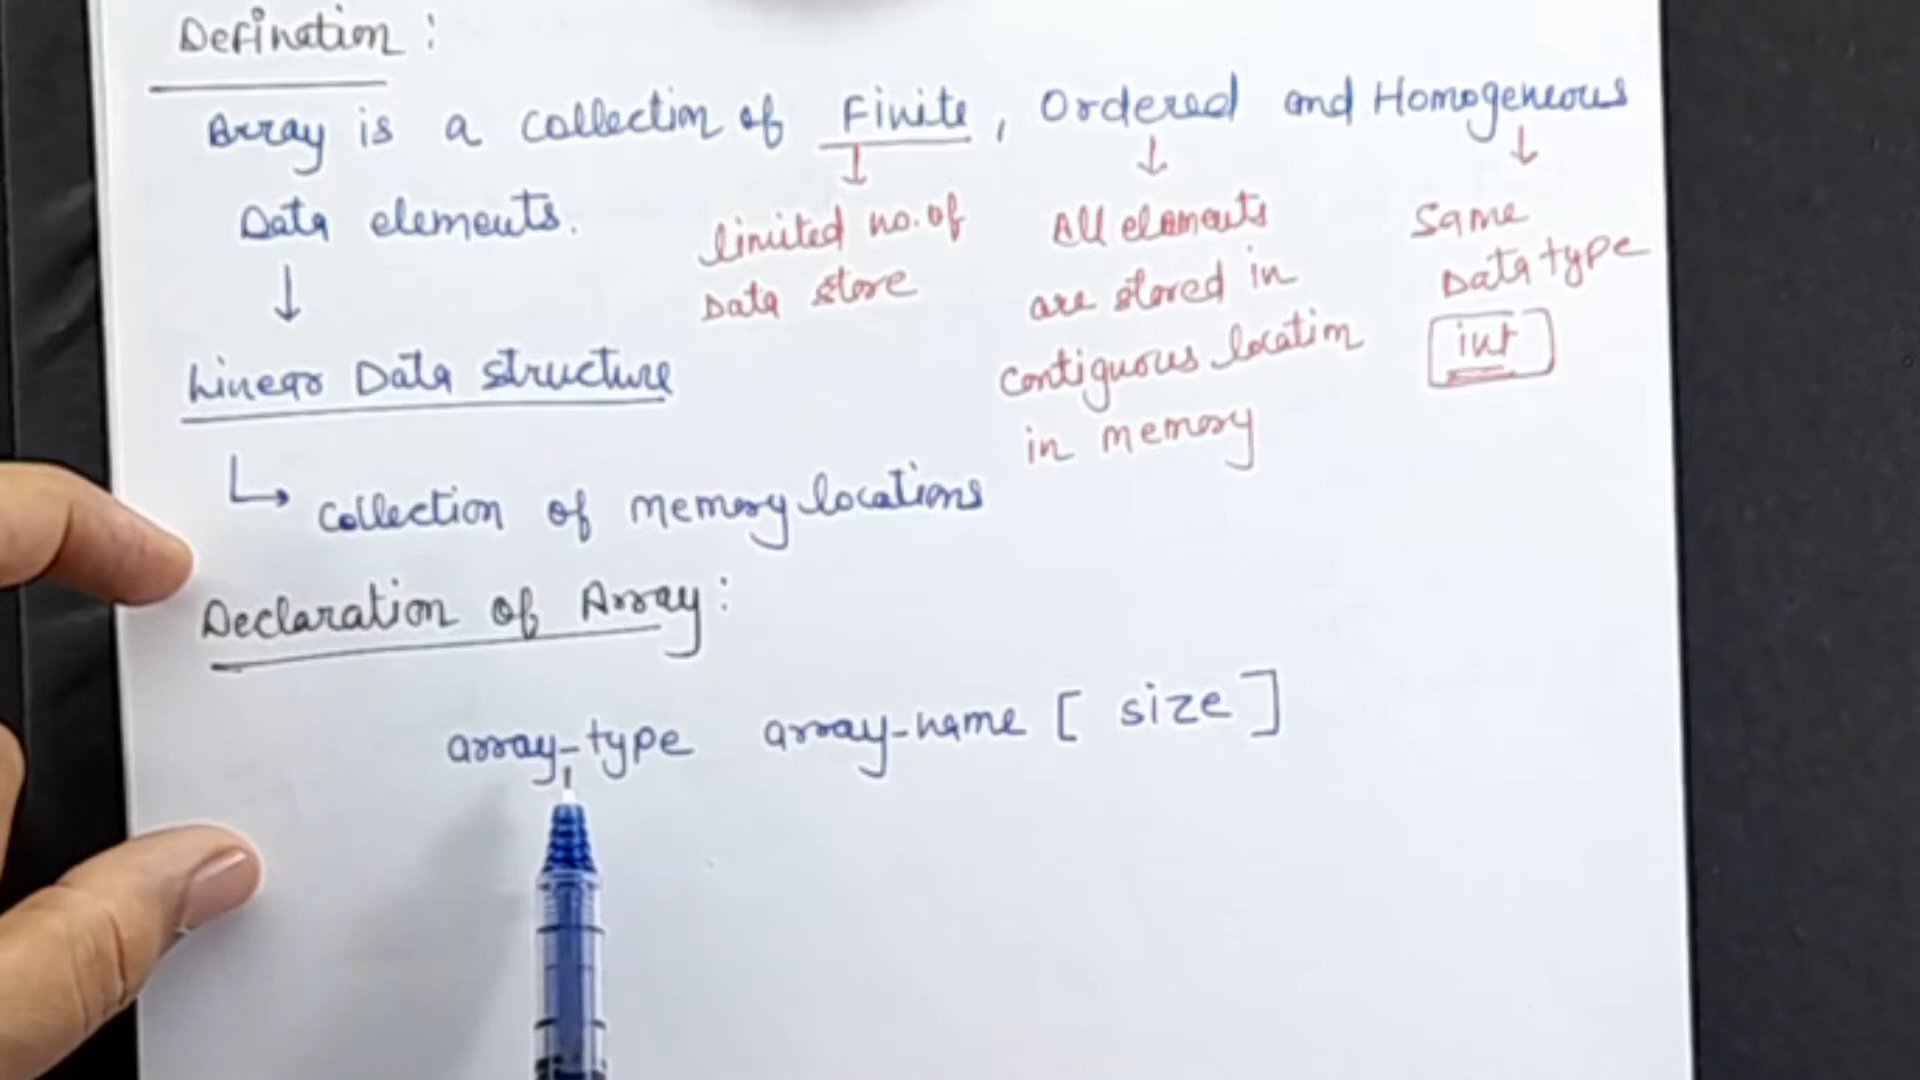 Defination :
Array is a collection of Finite, Ordered and Homogeneous
Data elements.
↓
limited no. of
Data store
↓
All elements
are stored in
contiguous location
in memory
↓
Same
Data type
int
↓
Linear Data structure
↳ Collection of memory locations
Declaration of Array :
array-type array-name [ size ]